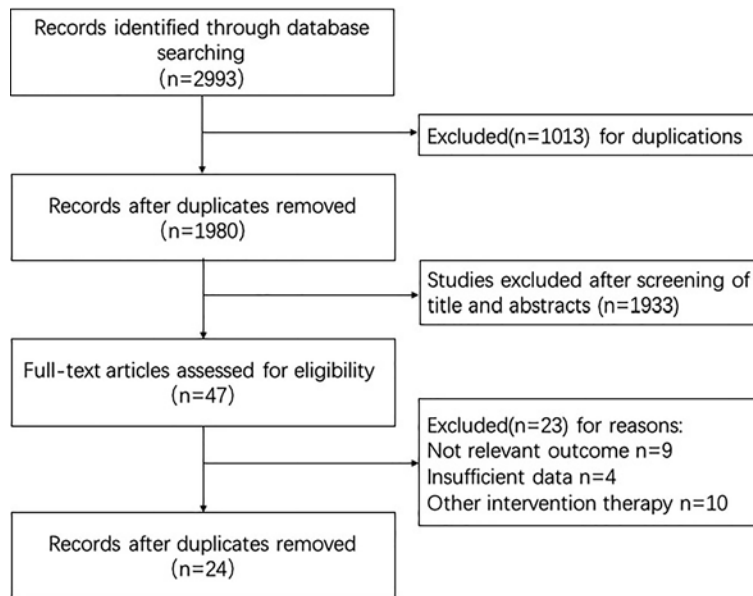 Records identified through database
searching
(n=2993)
Excluded(n=1013) for duplications
Records after duplicates removed
(n=1980)
Studies excluded after screening of
title and abstracts (n=1933)
Full-text articles assessed for eligibility
(n=47)
Excluded(n=23) for reasons:
Not relevant outcome n=9
Insufficient data n=4
Other intervention therapy n=10
Records after duplicates removed
(n=24)